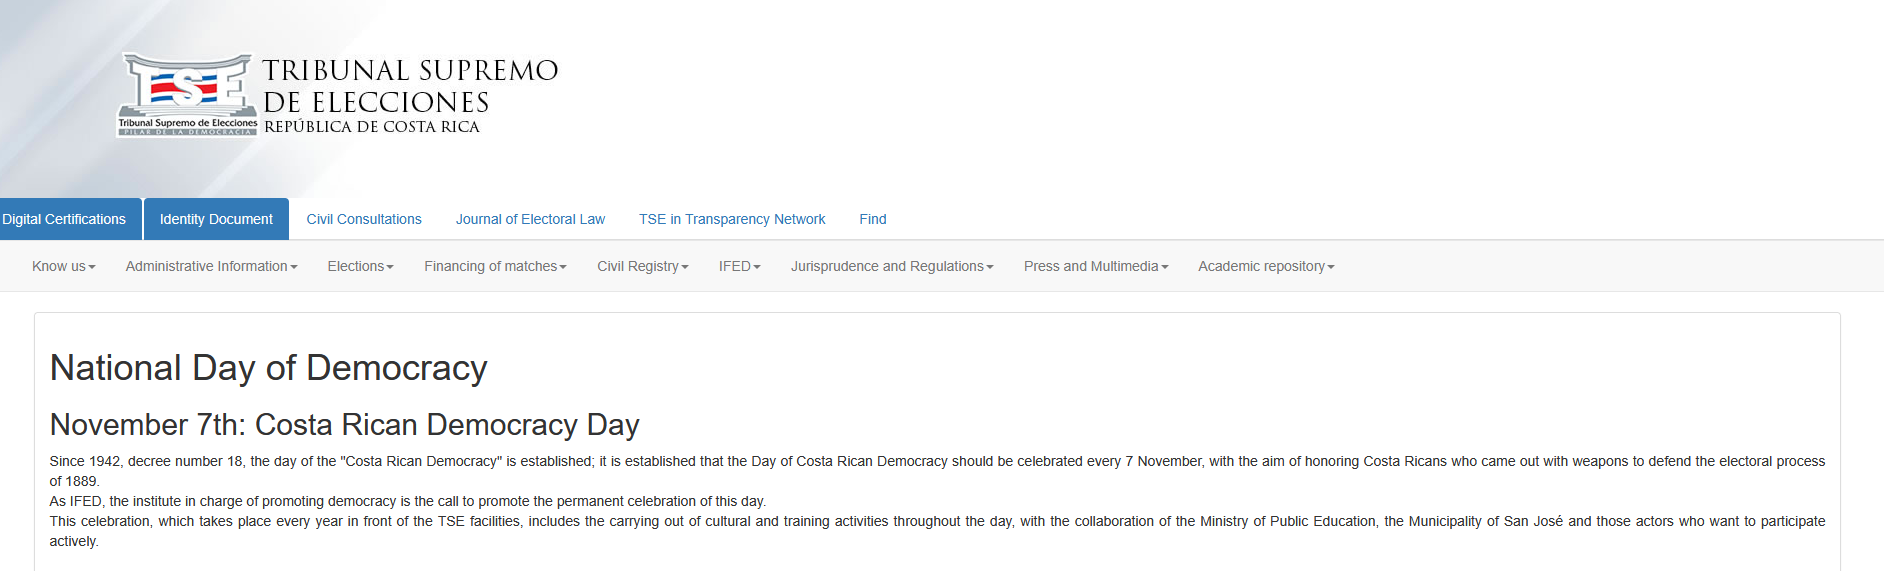 TSE
Tribunal Supremo de Elecciones
PILAR DE LA DEMOCRACIA
TRIBUNAL SUPREMO
DE ELECCIONES
REPÚBLICA DE COSTA RICA
Digital Certifications Identity Document Civil Consultations Journal of Electoral Law TSE in Transparency Network Find
Know us Administrative Information Elections Financing of matches Civil Registry IFED Jurisprudence and Regulations Press and Multimedia Academic repository
National Day of Democracy
November 7th: Costa Rican Democracy Day
Since 1942, decree number 18, the day of the "Costa Rican Democracy" is established; it is established that the Day of Costa Rican Democracy should be celebrated every 7 November, with the aim of honoring Costa Ricans who came out with weapons to defend the electoral process
of 1889.
As IFED, the institute in charge of promoting democracy is the call to promote the permanent celebration of this day.
This celebration, which takes place every year in front of the TSE facilities, includes the carrying out of cultural and training activities throughout the day, with the collaboration of the Ministry of Public Education, the Municipality of San José and those actors who want to participate
actively.